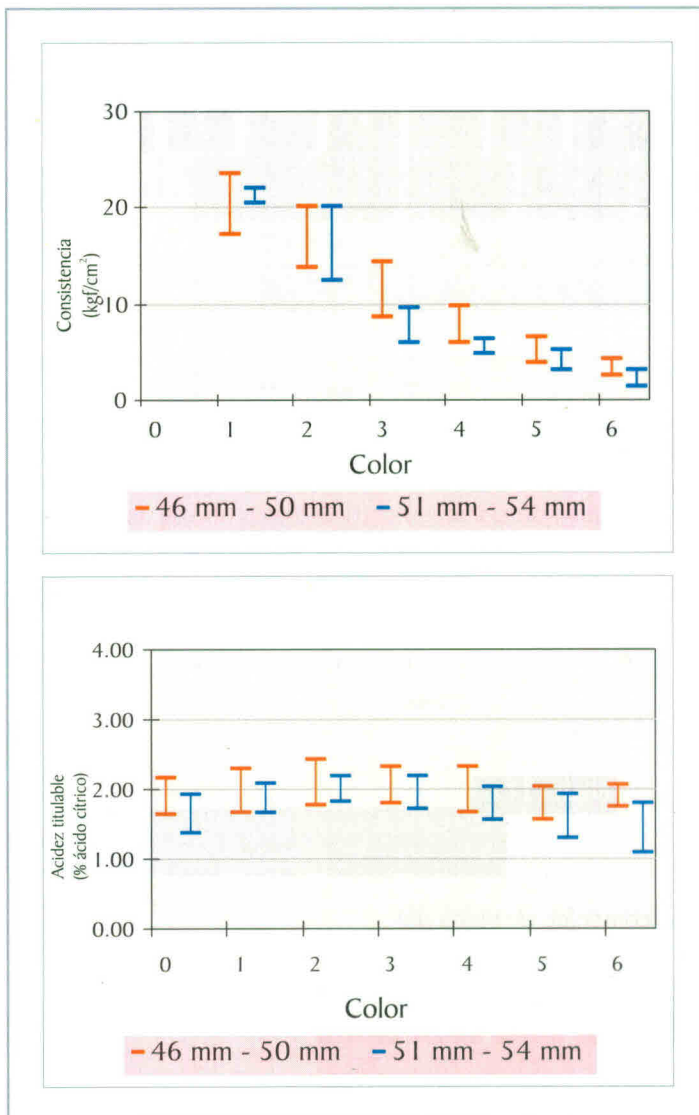 30
20
10
0
Consistencia
(kgf/cm²)
0 1 2 3 4 5 6
Color
46 mm - 50 mm 51 mm - 54 mm
4.00
3.00
2.00
1.00
0.00
Acidez titulable
(% ácido cítrico)
0 1 2 3 4 5 6
Color
46 mm - 50 mm 51 mm - 54 mm